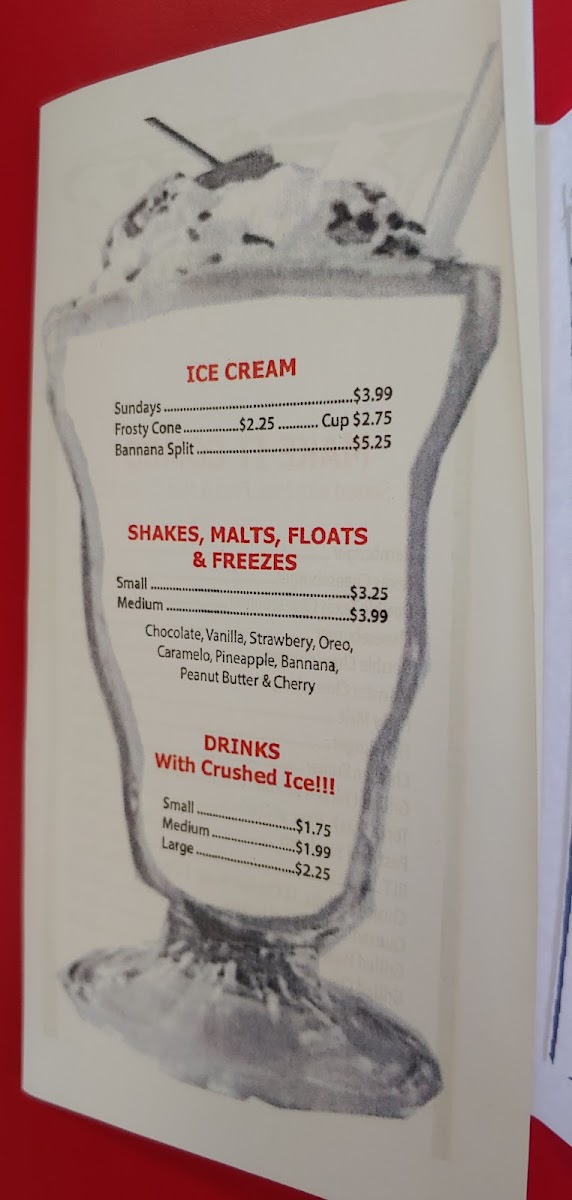 ICE CREAM
Sundays ............ $3.99
Frosty Cone ............ $2.25 .......... Cup $2.75
Bannana Split ............ $5.25
SHAKES, MALTS, FLOATS
& FREEZES
Small ............ $3.25
Medium ............ $3.99
Chocolate, Vanilla, Strawbery, Oreo,
Caramelo, Pineapple, Bannana,
Peanut Butter & Cherry
DRINKS
With Crushed Ice!!!
Small ............ $1.75
Medium ............ $1.99
Large ............ $2.25